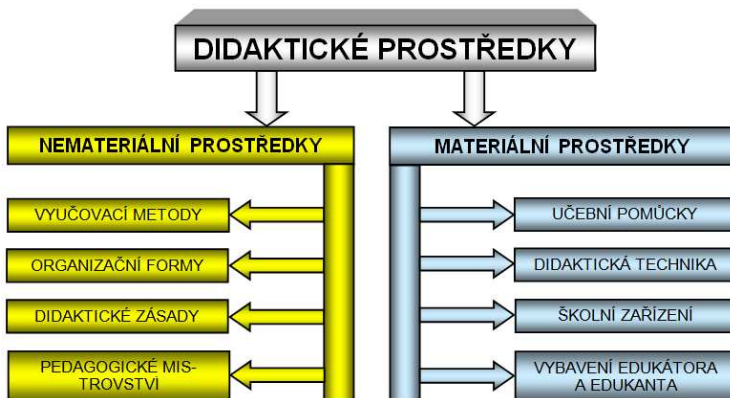 DIDAKTICKÉ PROSTŘEDKY
NEMATERIÁLNÍ PROSTŘEDKY
VYUČOVACÍ METODY
ORGANIZAČNÍ FORMY
DIDAKTICKÉ ZÁSADY
PEDAGOGICKÉ MIS-
TROVSTVÍ
MATERIÁLNÍ PROSTŘEDKY
UČEBNÍ POMŮCKY
DIDAKTICKÁ TECHNIKA
ŠKOLNÍ ZAŘÍZENÍ
VYBAVENÍ EDUKÁTORA
A EDUKANTA